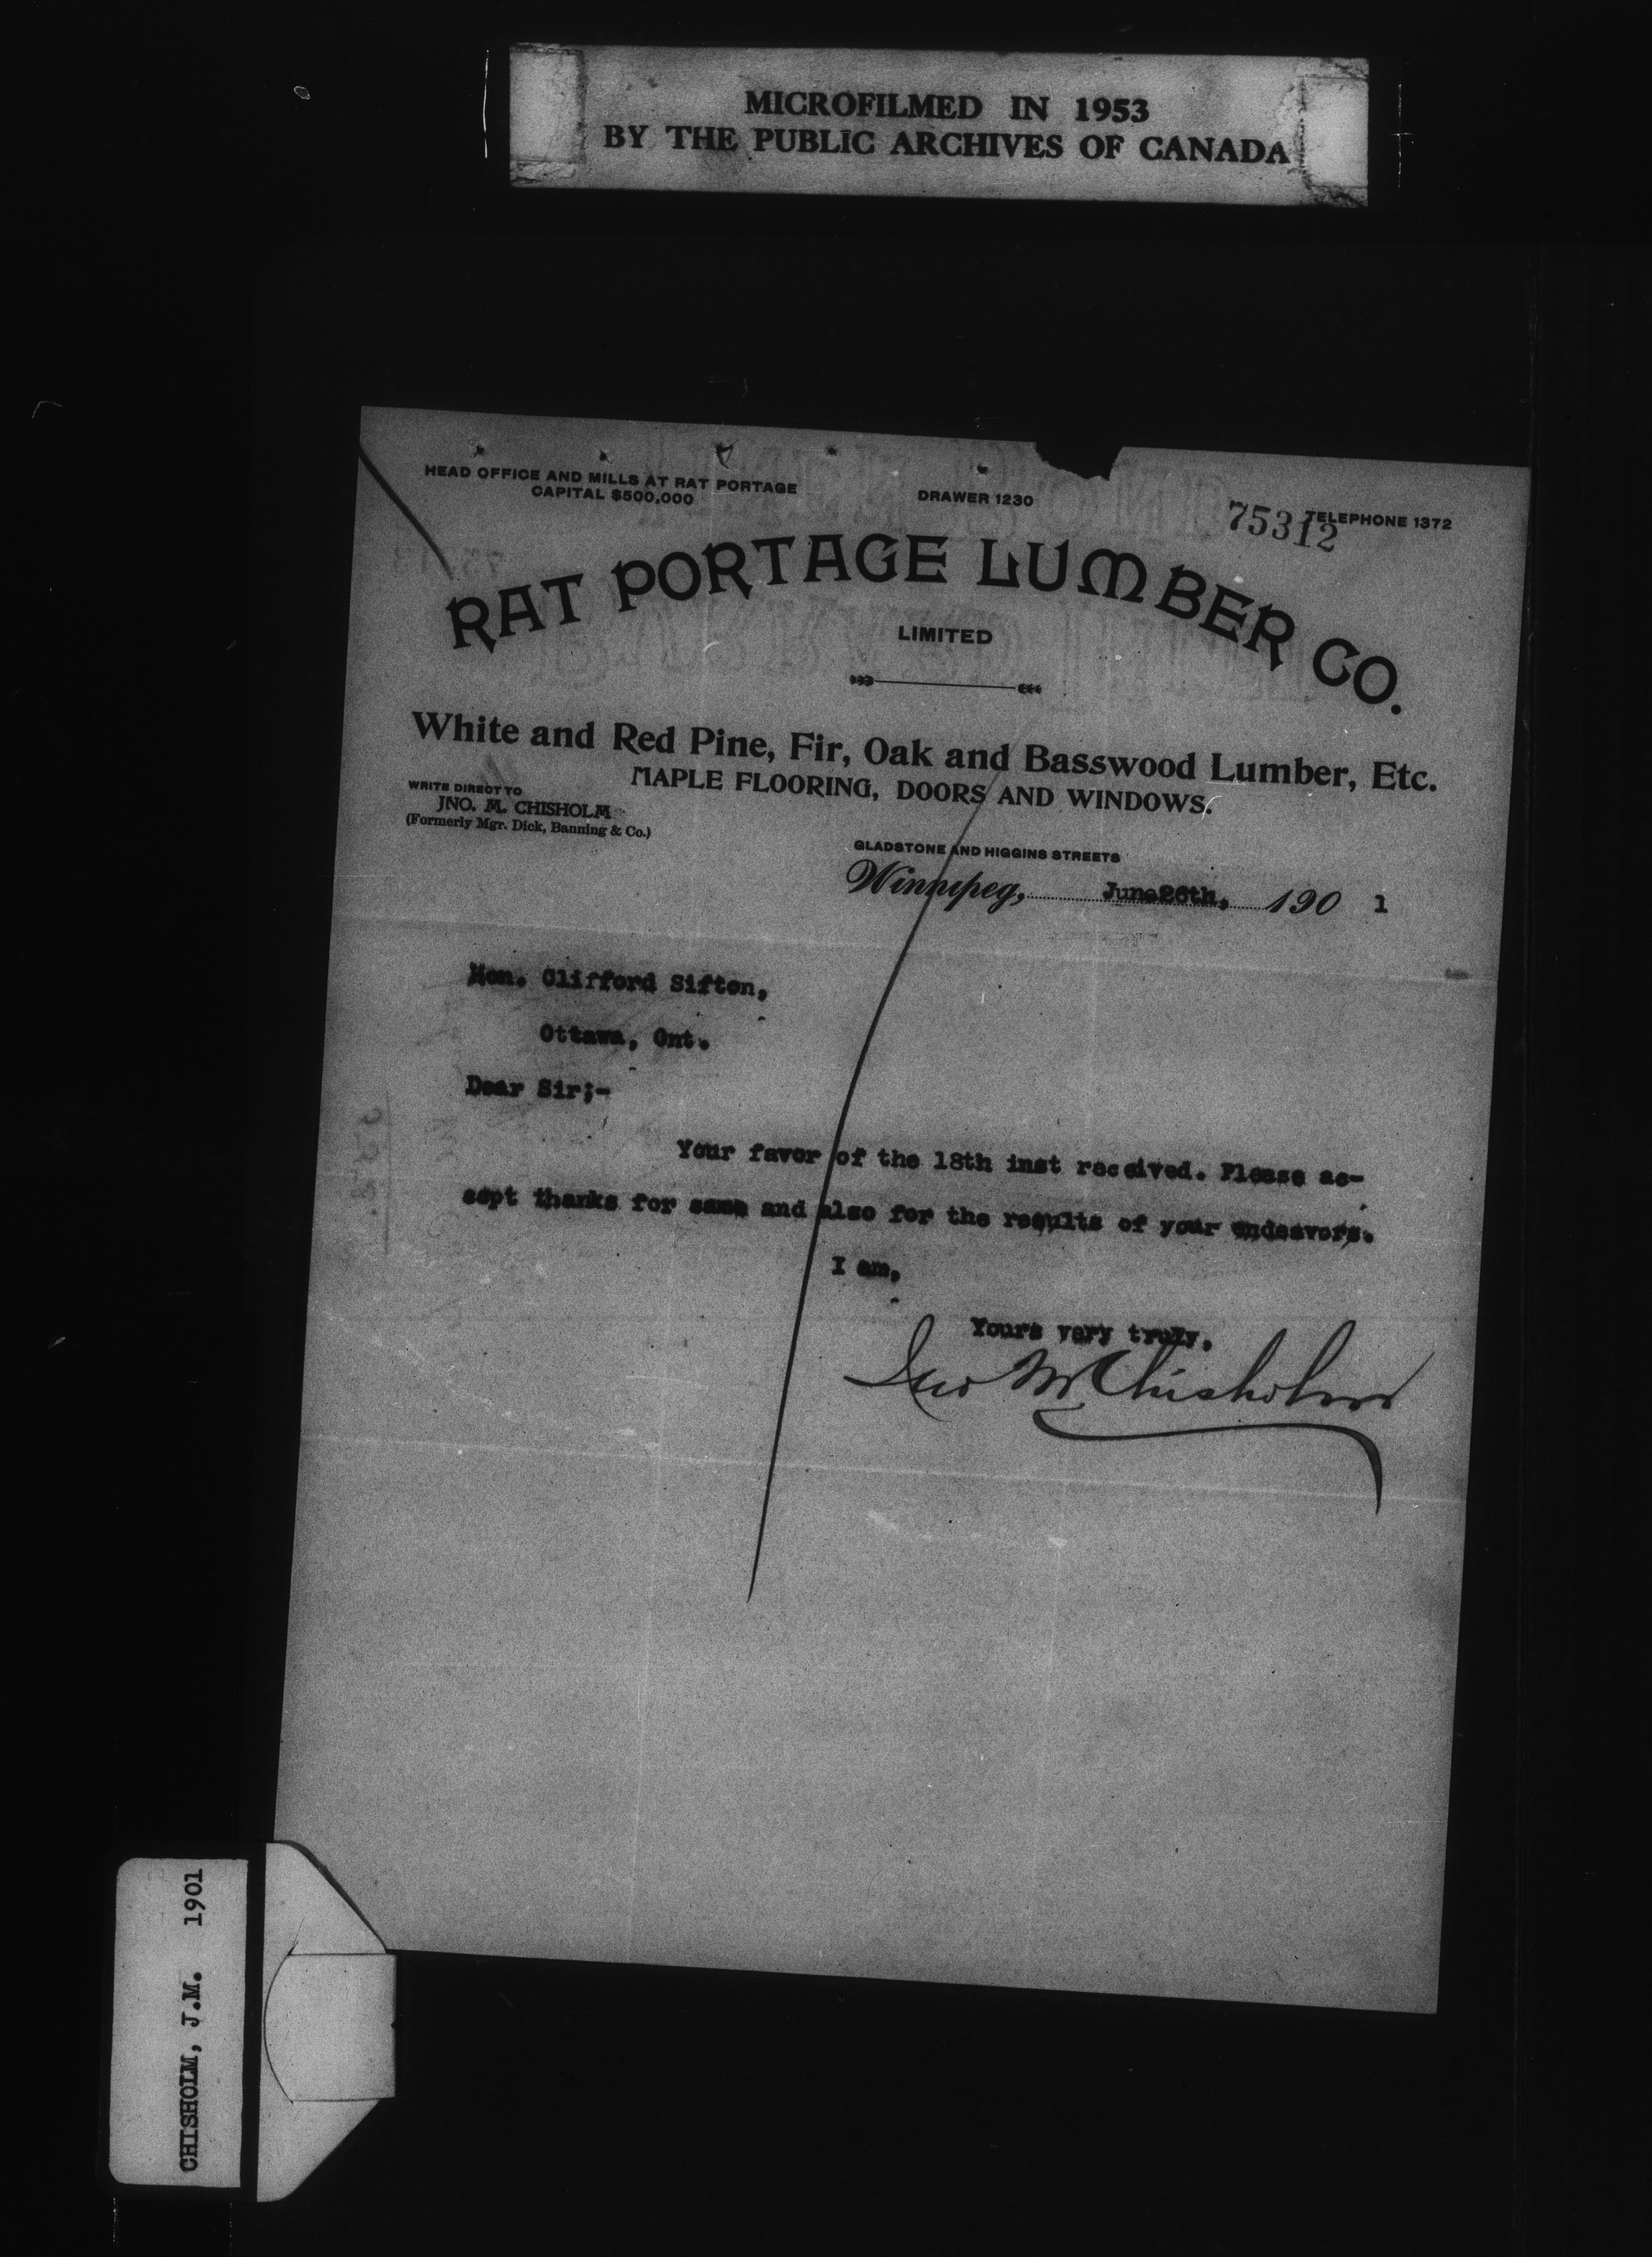 MICROFILMED IN 1953
BY THE PUBLIC ARCHIVES OF CANADA
HEAD OFFICE AND MILLS AT RAT PORTAGE
CAPITAL $500,000
DRAWER 1230
TELEPHONE 1372
75312
RAT PORTAGE LUMBER CO.
LIMITED
White and Red Pine, Fir, Oak and Basswood Lumber, Etc.
MAPLE FLOORING, DOORS AND WINDOWS.
WRITE DIRECT TO
JNO. M. CHISHOLM
(Formerly Mgr. Dick, Banning & Co.)
GLADSTONE AND HIGGINS STREETS
Winnipeg, June 26th, 190 1
Hon. Clifford Sifton,
Ottawa, Ont.
Dear Sir;-
Your favor of the 18th inst received. Please ac-
cept thanks for same and also for the results of your endeavors.
I am,
Yours very truly,
Jno M Chisholm
CHISHOLM, J.M. 1901